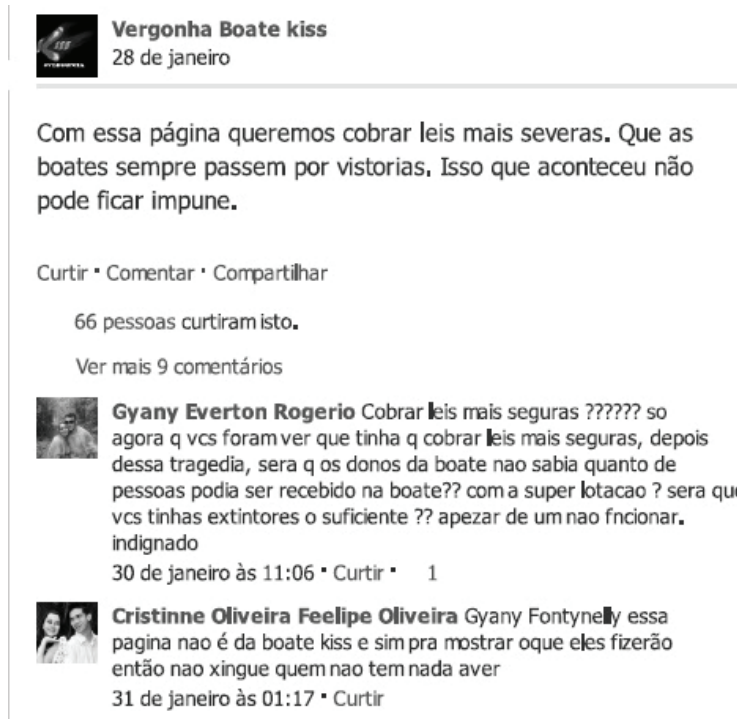 Vergonha Boate kiss
28 de janeiro
Com essa página queremos cobrar leis mais severas. Que as
boates sempre passem por vistorias. Isso que aconteceu não
pode ficar impune.
Curtir · Comentar · Compartilhar
66 pessoas curtiram isto.
Ver mais 9 comentários
Gyany Everton Rogerio Cobrar leis mais seguras ?????? so
agora q vcs foram ver que tinha q cobrar leis mais seguras, depois
dessa tragedia, sera q os donos da boate nao sabia quanto de
pessoas podia ser recebido na boate?? com a super lotacao ? sera que
vcs tinhas extintores o suficiente ?? apezar de um nao fncionar.
indignado
30 de janeiro às 11:06 · Curtir · 1
Cristinne Oliveira Feelipe Oliveira Gyany Fontynelly essa
pagina nao é da boate kiss e sim pra mostrar oque eles fizerão
então nao xingue quem nao tem nada aver
31 de janeiro às 01:17 · Curtir